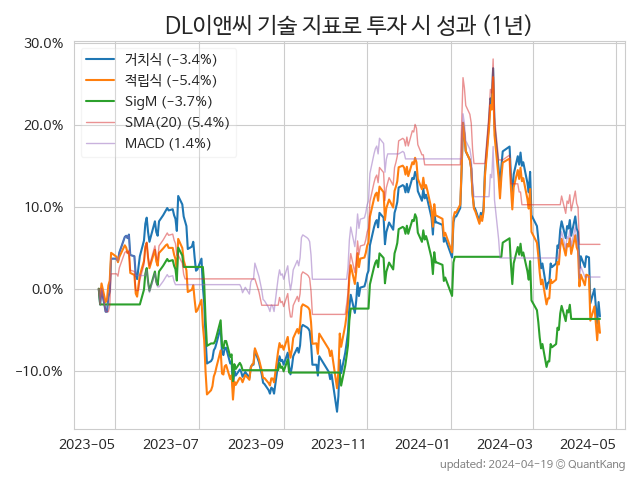 DL이앤씨 기술 지표로 투자 시 성과 (1년)
거치식 (−3.4%)
적립식 (−5.4%)
SigM (−3.7%)
SMA(20) (5.4%)
MACD (1.4%)
30.0%
20.0%
10.0%
0.0%
−10.0%
2023-05 2023-07 2023-09 2023-11 2024-01 2024-03 2024-05
updated: 2024-04-19 © QuantKang